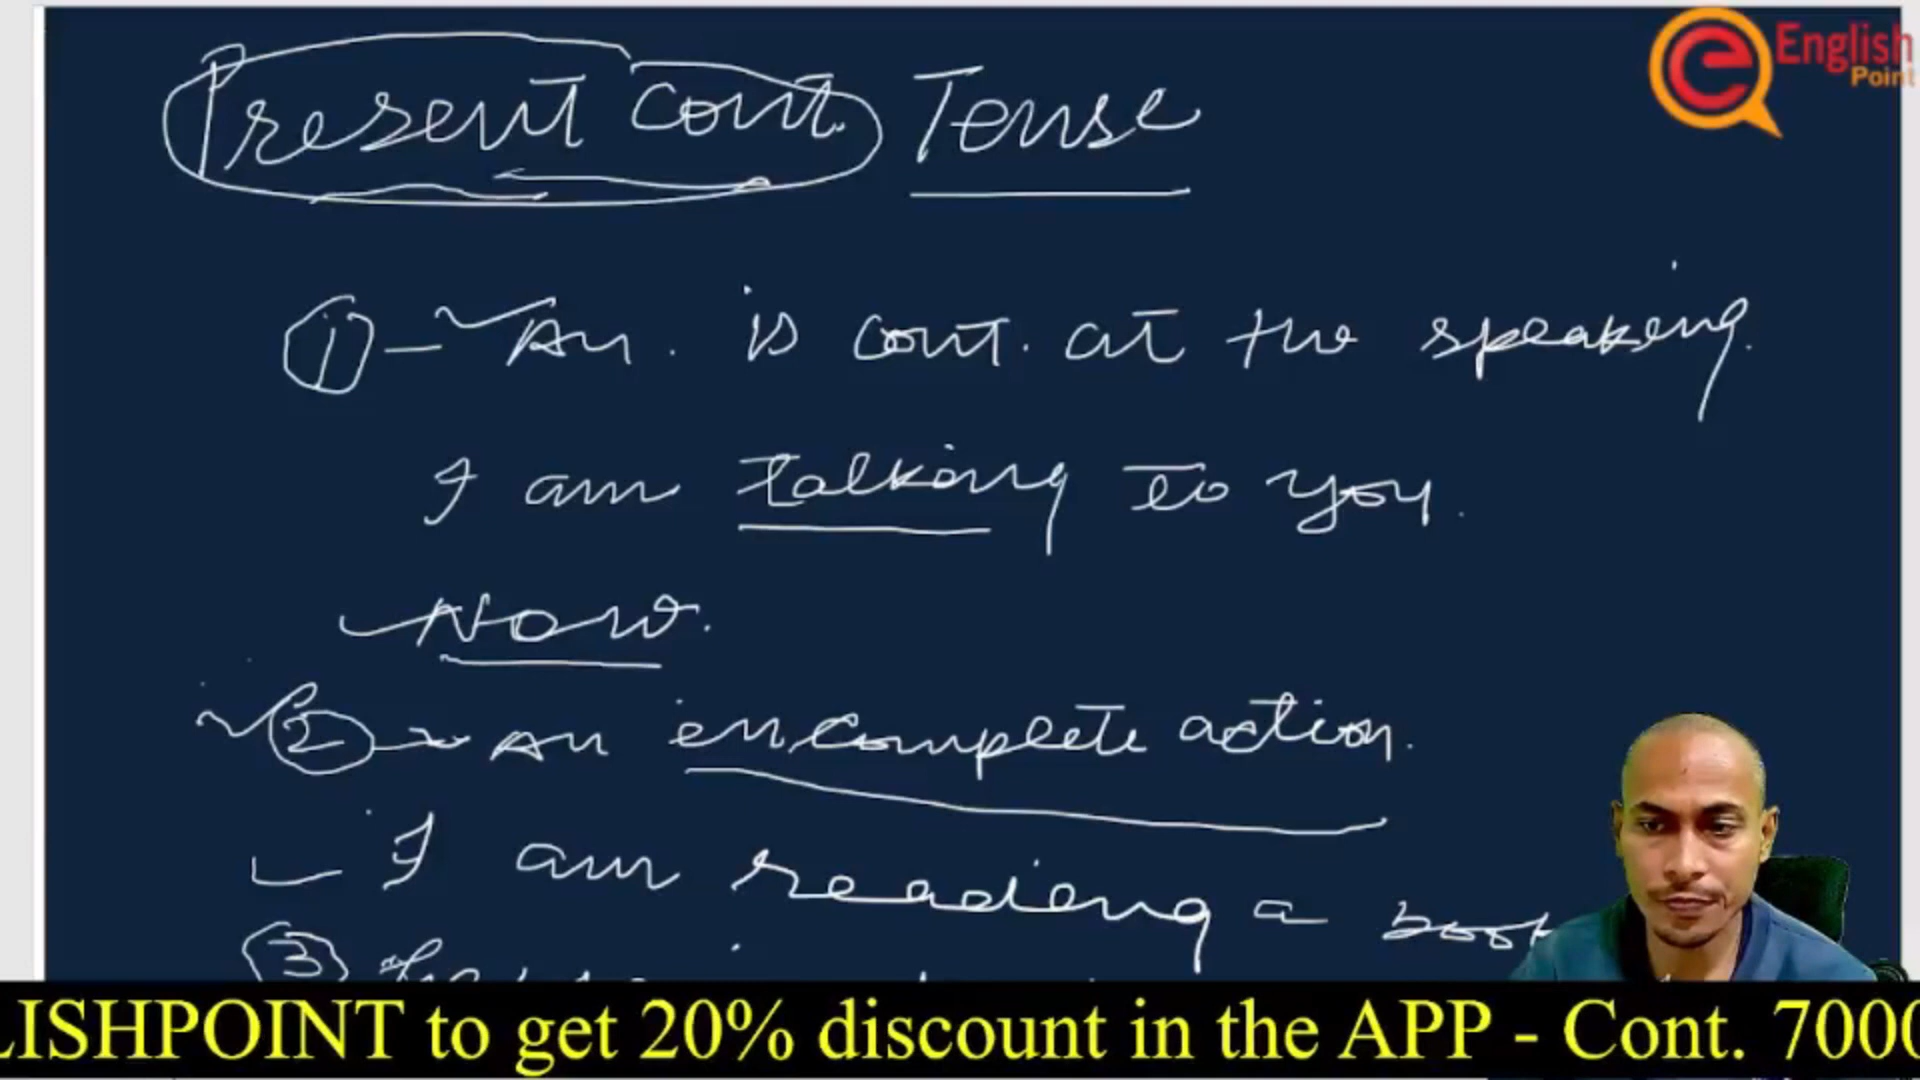 English
Point
Present Cont. Tense
1 - An. is cont. at the speaking.
I am talking to you.
Now.
2 - An incomplete action.
I am reading a book
3
LISHPOINT to get 20% discount in the APP - Cont. 7000